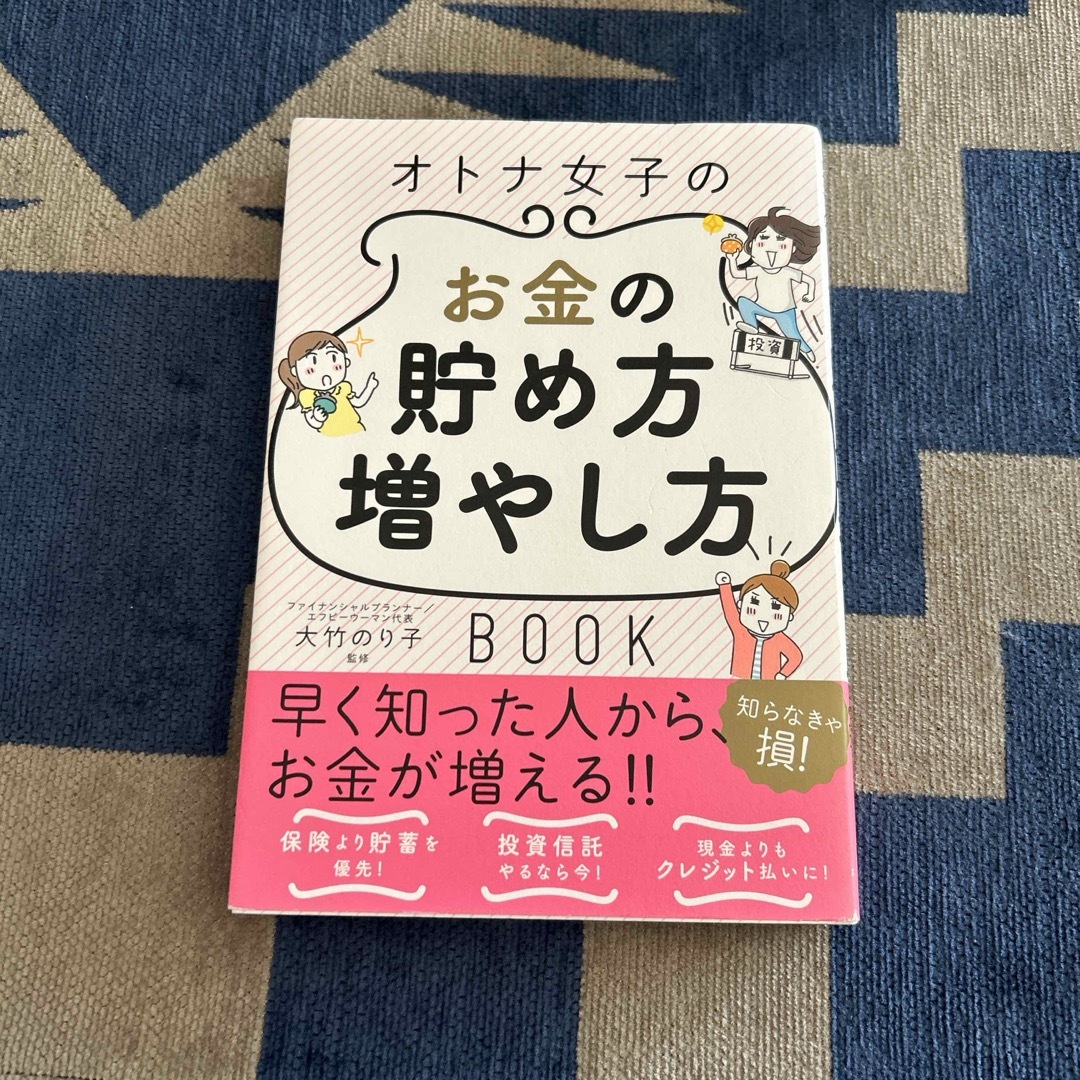 オトナ女子の
お金の
貯め方
増やし方
BOOK
投資
ファイナンシャルプランナー／
エフピーウーマン代表
大竹のり子
監修
早く知った人から、
お金が増える!!
知らなきゃ
損!
保険より貯蓄を
優先!
投資信託
やるなら今!
現金よりも
クレジット払いに!